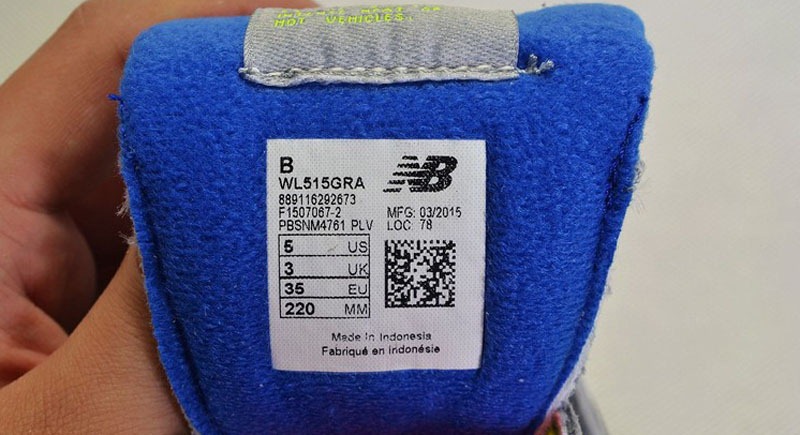 HOT VEHICLES.
B
WL515GRA
889116292673
F1507067-2
PBSNM4761 PLV
NB
MFG: 03/2015
LOC: 78
5 US
3 UK
35 EU
220 MM
Made in Indonesia
Fabriqué en indonésie